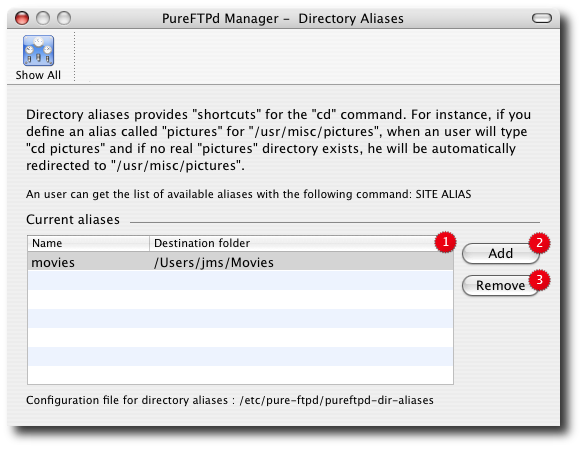 PureFTPd Manager - Directory Aliases
Show All
Directory aliases provides "shortcuts" for the "cd" command. For instance, if you
define an alias called "pictures" for "/usr/misc/pictures", when an user will type
"cd pictures" and if no real "pictures" directory exists, he will be automatically
redirected to "/usr/misc/pictures".
An user can get the list of available aliases with the following command: SITE ALIAS
Current aliases
Name Destination folder 1
movies /Users/jms/Movies
Add 2
Remove 3
Configuration file for directory aliases : /etc/pure-ftpd/pureftpd-dir-aliases